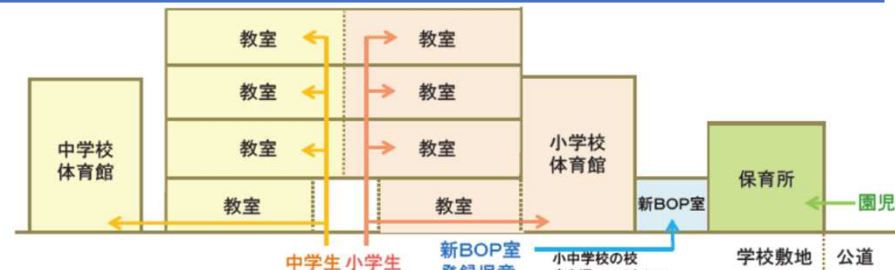 教室
教室
教室
教室
教室
教室
教室
教室
中学校
体育館
小学校
体育館
新BOP室
保育所
園児
中学生
小学生
新BOP室
小中学校の校
学校敷地
公道